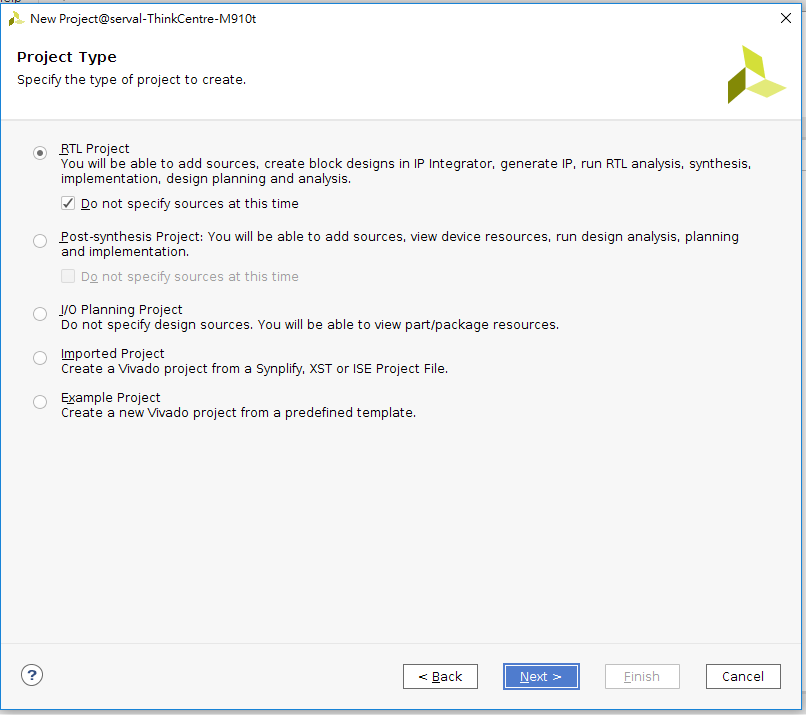 New Project@serval-ThinkCentre-M910t
Project Type
Specify the type of project to create.
RTL Project
You will be able to add sources, create block designs in IP Integrator, generate IP, run RTL analysis, synthesis,
implementation, design planning and analysis.
Do not specify sources at this time
Post-synthesis Project: You will be able to add sources, view device resources, run design analysis, planning
and implementation.
Do not specify sources at this time
I/O Planning Project
Do not specify design sources. You will be able to view part/package resources.
Imported Project
Create a Vivado project from a Synplify, XST or ISE Project File.
Example Project
Create a new Vivado project from a predefined template.
?
< Back
Next >
Finish
Cancel